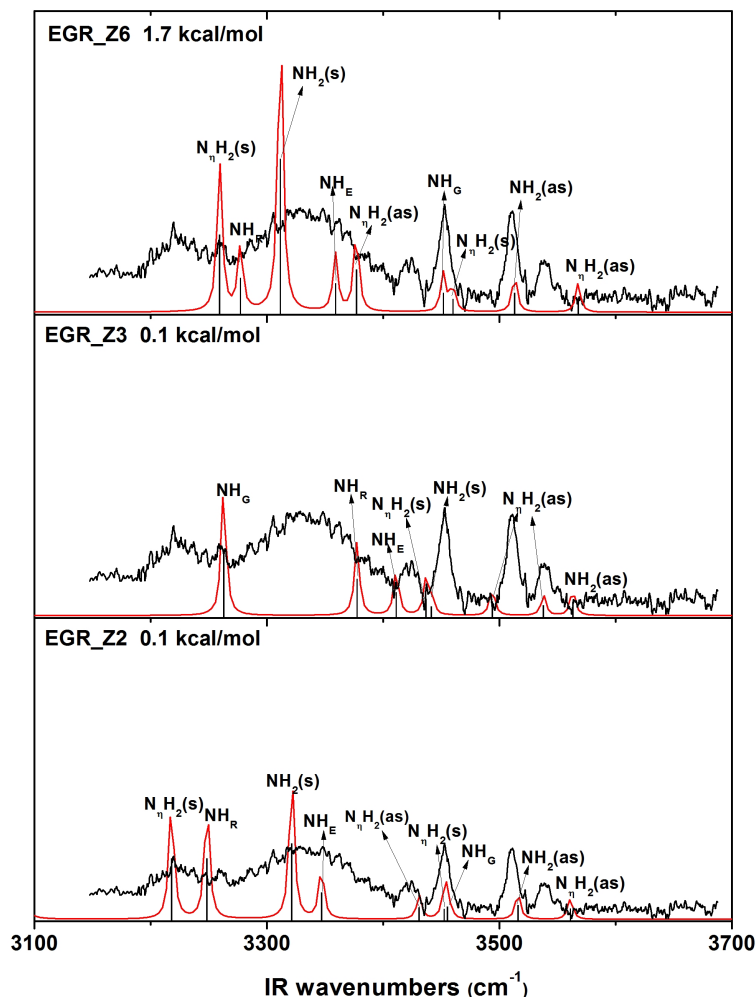 EGR_Z6 1.7 kcal/mol
NH₂(s)
NηH₂(s)
NHE
NHG
NH₂(as)
NηH₂(as)
NHR
NηH₂(s)
NηH₂(as)
EGR_Z3 0.1 kcal/mol
NHG
NHR
NηH₂(s)
NH₂(s)
NηH₂(as)
NHE
NH₂(as)
EGR_Z2 0.1 kcal/mol
NH₂(s)
NηH₂(s)
NHR
NHE
NηH₂(as)
NηH₂(s)
NHG
NH₂(as)
NηH₂(as)
3100 3300 3500 3700
IR wavenumbers (cm⁻¹)